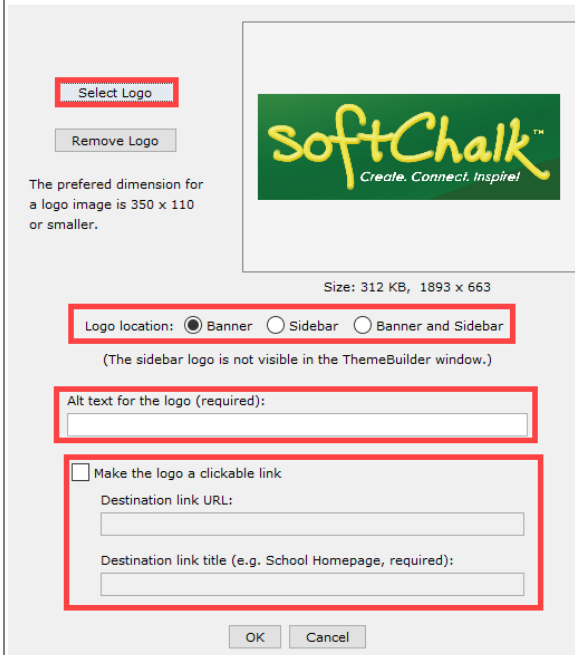 Select Logo
Remove Logo
The prefered dimension for
a logo image is 350 x 110
or smaller.
SoftChalk™
Create. Connect. Inspire!
Size: 312 KB, 1893 x 663
Logo location: Banner Sidebar Banner and Sidebar
(The sidebar logo is not visible in the ThemeBuilder window.)
Alt text for the logo (required):
Make the logo a clickable link
Destination link URL:
Destination link title (e.g. School Homepage, required):
OK Cancel